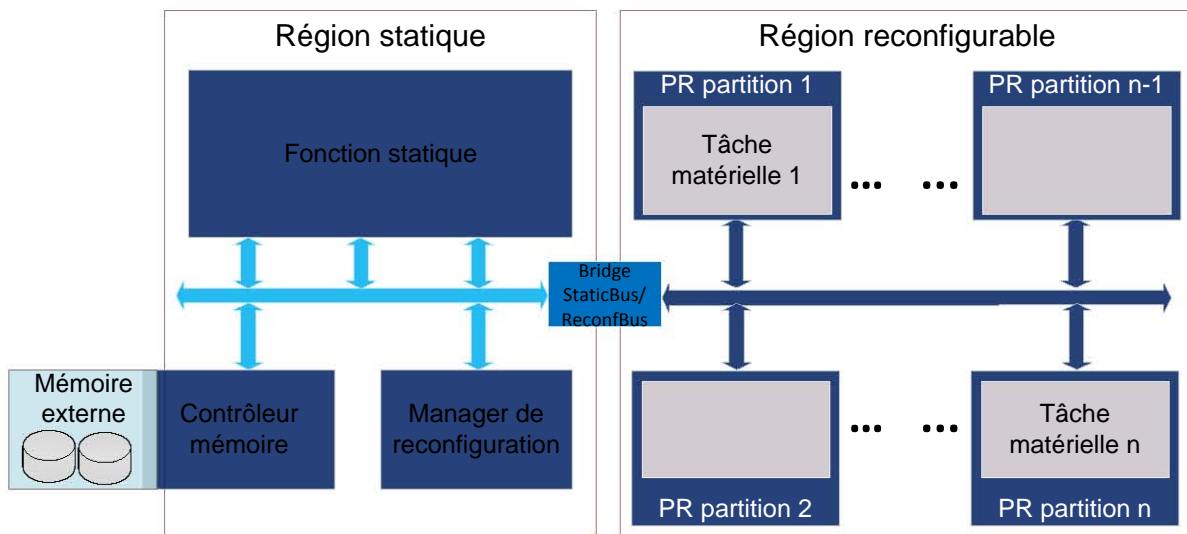 Région statique
Fonction statique
Mémoire
externe
Contrôleur
mémoire
Manager de
reconfiguration
Bridge
StaticBus/
ReconfBus
Région reconfigurable
PR partition 1
Tâche
matérielle 1
... ...
PR partition n-1
PR partition 2
... ...
Tâche
matérielle n
PR partition n